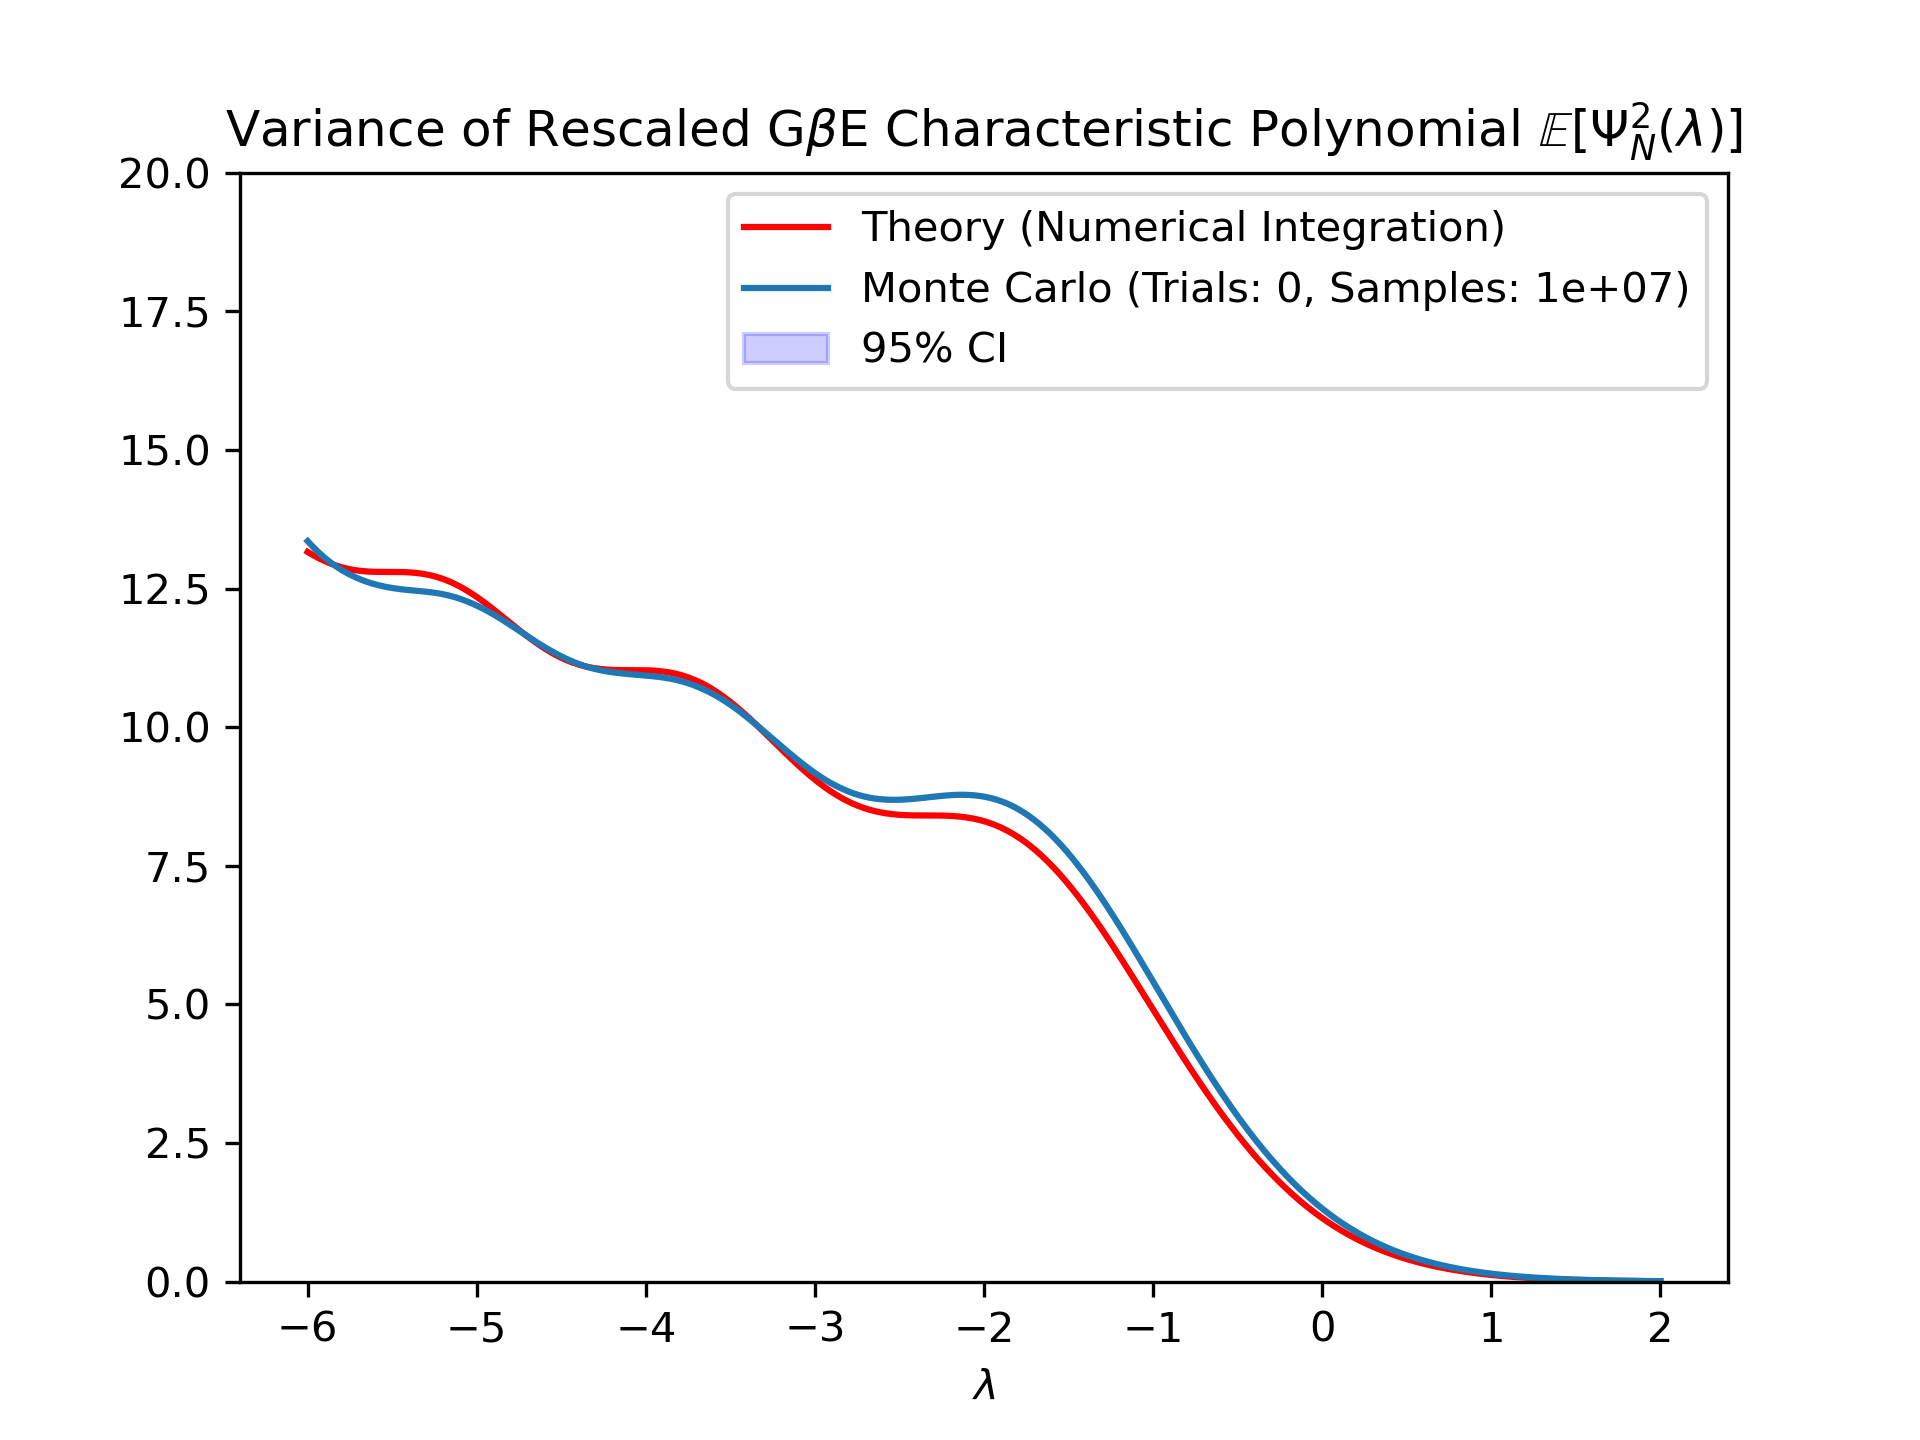 Variance of Rescaled GβE Characteristic Polynomial 𝔼[Ψ²_N(λ)]
Theory (Numerical Integration)
Monte Carlo (Trials: 0, Samples: 1e+07)
95% CI
20.0
17.5
15.0
12.5
10.0
7.5
5.0
2.5
0.0
−6 −5 −4 −3 −2 −1 0 1 2
λ